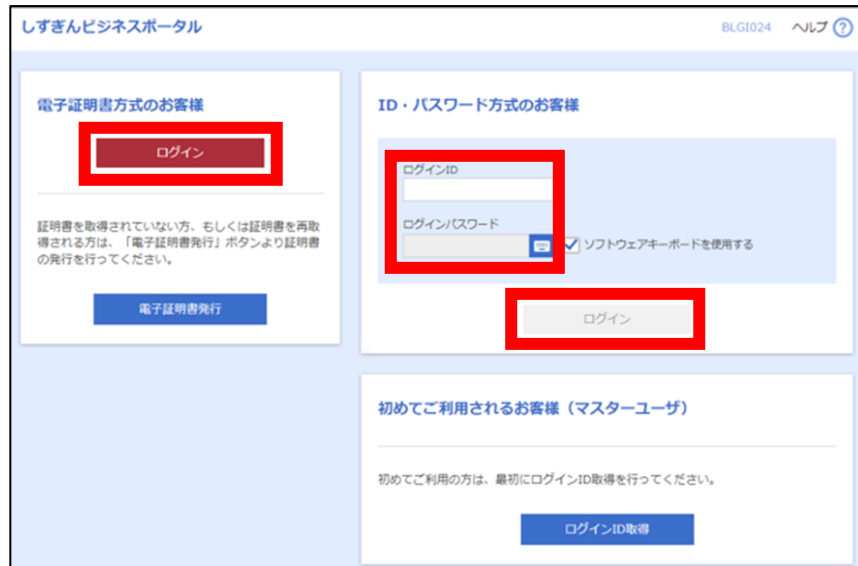 しずぎんビジネスポータル
BLGI024 ヘルプ ?
電子証明書方式のお客様
ログイン
証明書を取得されていない方、もしくは証明書を再取
得される方は、「電子証明書発行」ボタンより証明書
の発行を行ってください。
電子証明書発行
ID・パスワード方式のお客様
ログインID
ログインパスワード
ソフトウェアキーボードを使用する
ログイン
初めてご利用されるお客様(マスターユーザ)
初めてご利用の方は、最初にログインID取得を行ってください。
ログインID取得